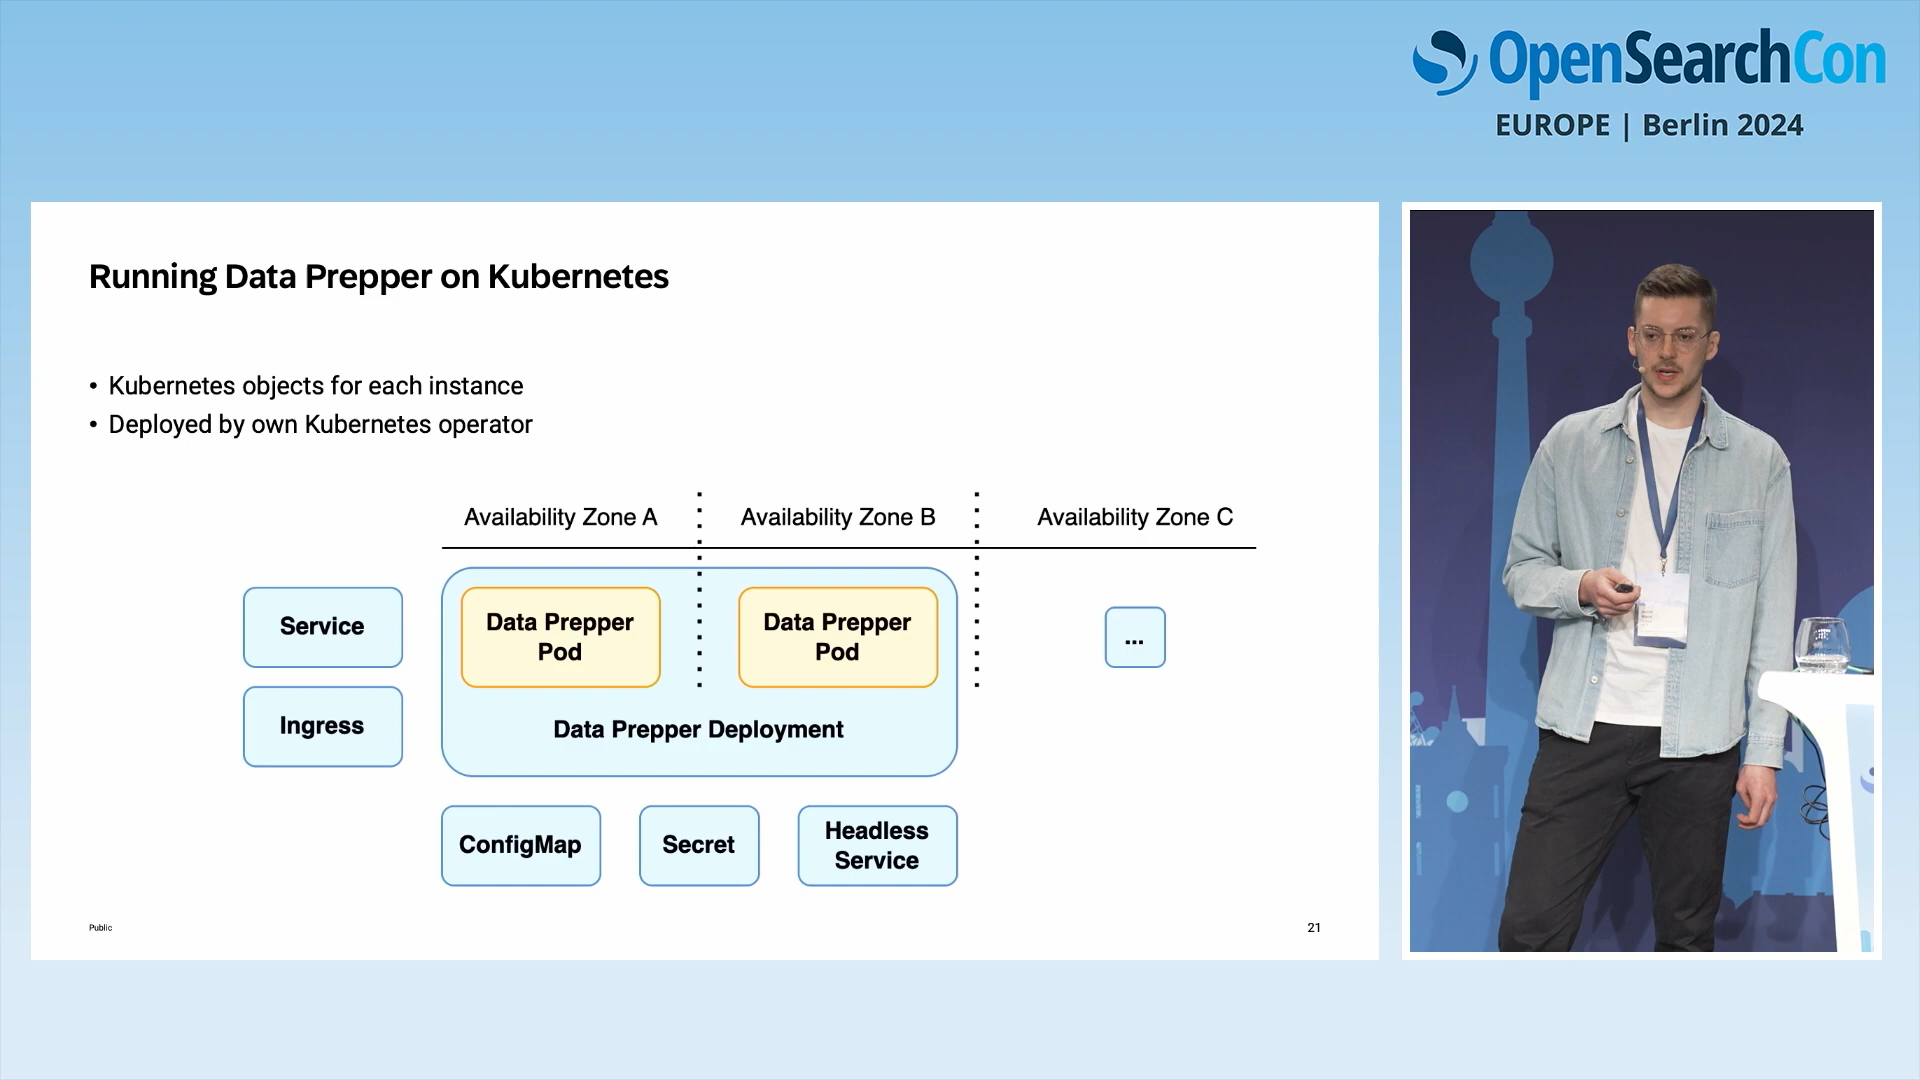 OpenSearchCon
EUROPE | Berlin 2024
Running Data Prepper on Kubernetes
• Kubernetes objects for each instance
• Deployed by own Kubernetes operator
Availability Zone A
Availability Zone B
Availability Zone C
Service
Ingress
Data Prepper
Pod
Data Prepper
Pod
...
Data Prepper Deployment
ConfigMap
Secret
Headless
Service
Public
21